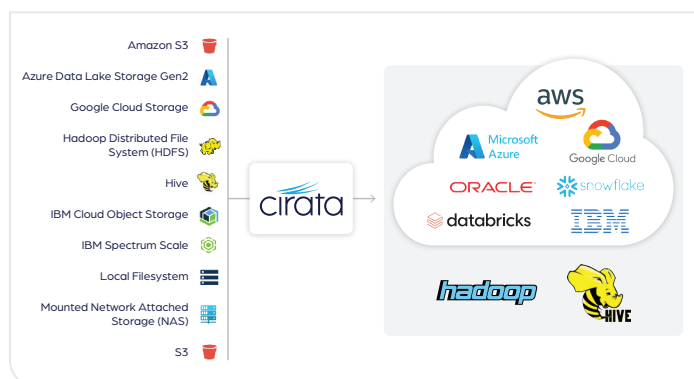 Amazon S3
Azure Data Lake Storage Gen2
Google Cloud Storage
Hadoop Distributed File
System (HDFS)
Hive
IBM Cloud Object Storage
IBM Spectrum Scale
Local Filesystem
Mounted Network Attached
Storage (NAS)
S3
cirata
aws
Microsoft
Azure
Google Cloud
ORACLE
snowflake
databricks
IBM
hadoop
HIVE